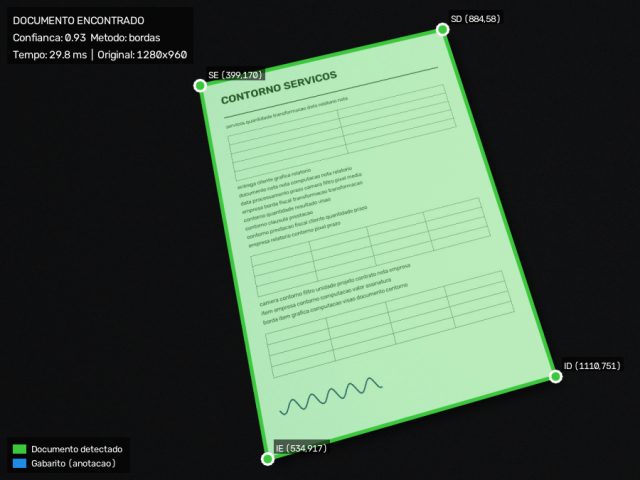 DOCUMENTO ENCONTRADO
Confianca: 0.93 Metodo: bordas
Tempo: 29.8 ms | Original: 1280x960
SD (884,58)
SE (399,170)
CONTORNO SERVICOS
servicos quantidade transformacao data relatorio nota
entrega cliente grafica relatorio
documento nota nota computacao nota relatorio
data processamento prazo camera filtro pixel media
empresa borda fiscal transformacao transformacao
contorno quantidade resultado visao
contorno clausula prestacao
contorno prestacao fiscal cliente quantidade prazo
empresa relatorio contorno pixel prazo
camera contorno filtro unidade projeto contrato nota empresa
item empresa contorno computacao valor assinatura
borda item grafica computacao visao documento contorno
ID (1110,751)
IE (534,917)
Documento detectado
Gabarito (anotacao)